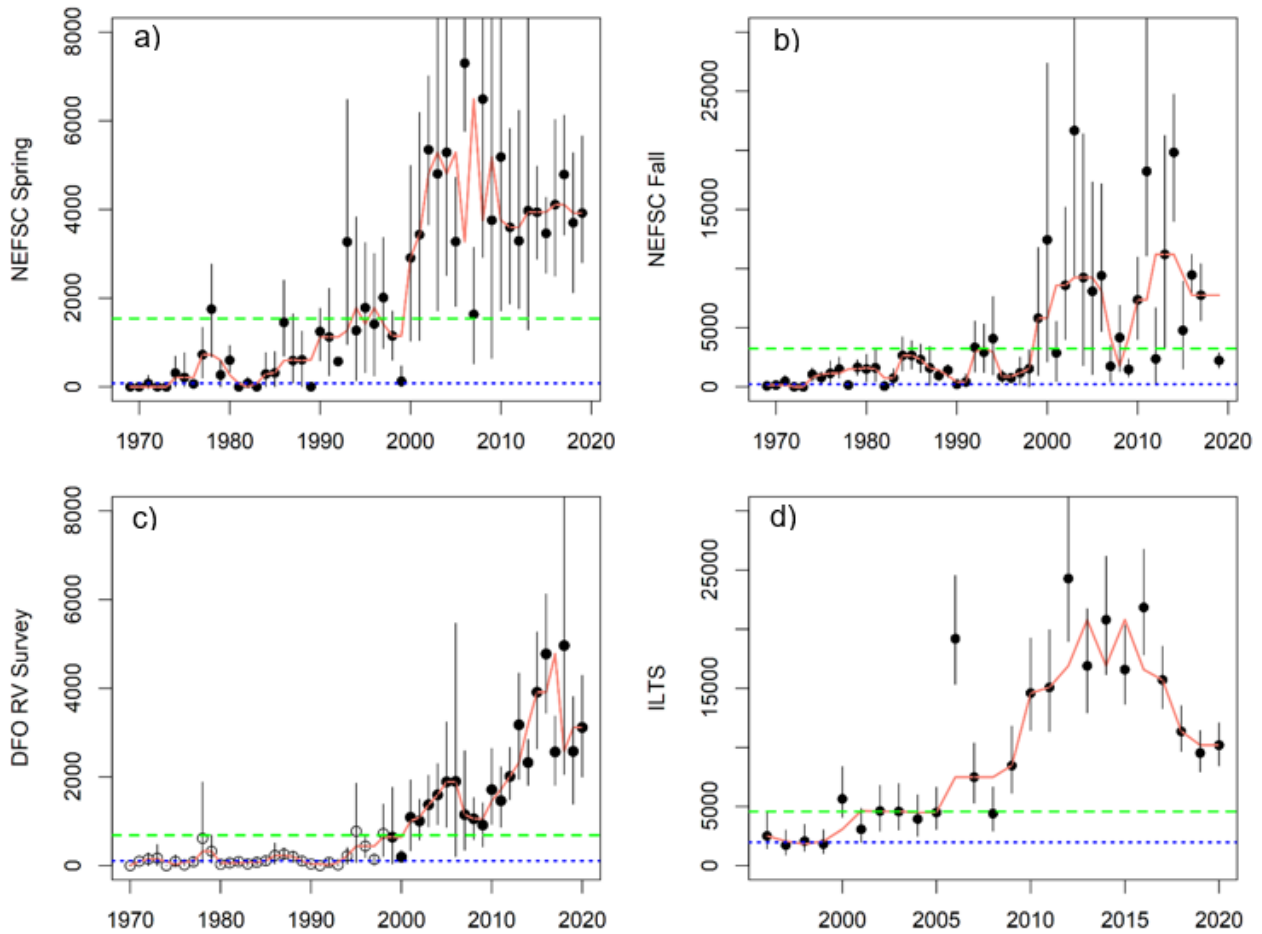 a)
NEFSC Spring
8000
6000
4000
2000
0
1970 1980 1990 2000 2010 2020
b)
NEFSC Fall
25000
15000
5000
0
1970 1980 1990 2000 2010 2020
c)
DFO RV Survey
8000
6000
4000
2000
0
1970 1980 1990 2000 2010 2020
d)
ILTS
25000
15000
5000
0
2000 2005 2010 2015 2020